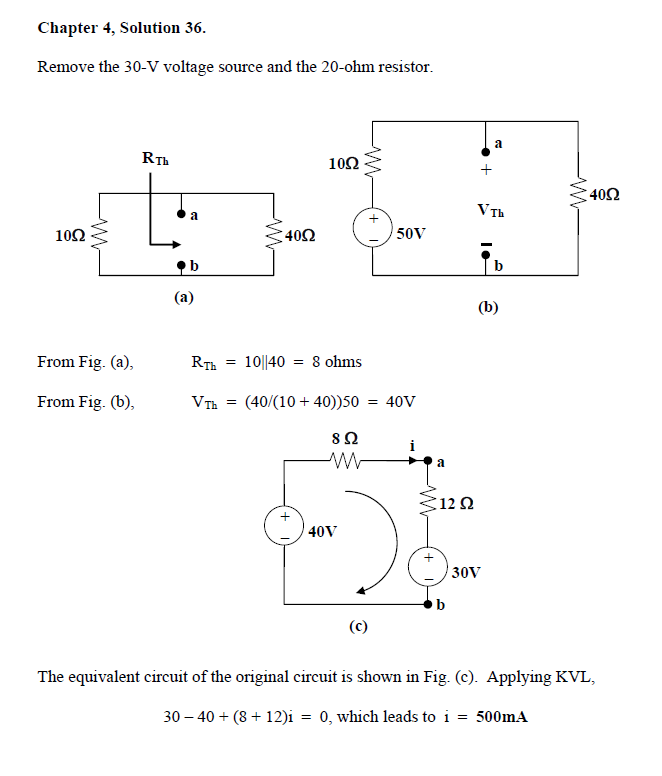 Chapter 4, Solution 36.
Remove the 30-V voltage source and the 20-ohm resistor.
RTh
a
10Ω
40Ω
b
(a)
10Ω
a
+
40Ω
VTh
+
–
50V
b
(b)
From Fig. (a), RTh = 10||40 = 8 ohms
From Fig. (b), VTh = (40/(10 + 40))50 = 40V
8 Ω
i
a
12 Ω
+
–
40V
+
–
30V
b
(c)
The equivalent circuit of the original circuit is shown in Fig. (c). Applying KVL,
30 – 40 + (8 + 12)i = 0, which leads to i = 500mA